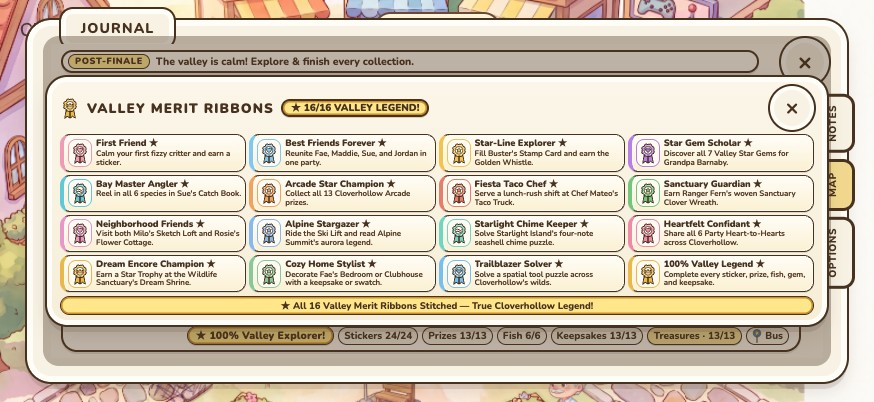 JOURNAL
POST-FINALE The valley is calm! Explore & finish every collection.
VALLEY MERIT RIBBONS ★ 16/16 VALLEY LEGEND!
First Friend ★
Calm your first fizzy critter and earn a
sticker.
Best Friends Forever ★
Reunite Fae, Maddie, Sue, and Jordan in
one party.
Star-Line Explorer ★
Fill Buster's Stamp Card and earn the
Golden Whistle.
Star Gem Scholar ★
Discover all 7 Valley Star Gems for
Grandpa Barnaby.
Bay Master Angler ★
Reel in all 6 species in Sue's Catch Book.
Arcade Star Champion ★
Collect all 13 Cloverhollow Arcade
prizes.
Fiesta Taco Chef ★
Serve a lunch-rush shift at Chef Mateo's
Taco Truck.
Sanctuary Guardian ★
Earn Ranger Fern's woven Sanctuary
Clover Wreath.
Neighborhood Friends ★
Visit both Milo's Sketch Loft and Rosie's
Flower Cottage.
Alpine Stargazer ★
Ride the Ski Lift and read Alpine
Summit's aurora legend.
Starlight Chime Keeper ★
Solve Starlight Island's four-note
seashell chime puzzle.
Heartfelt Confidant ★
Share all 6 Party Heart-to-Hearts
across Cloverhollow.
Dream Encore Champion ★
Earn a Star Trophy at the Wildlife
Sanctuary's Dream Shrine.
Cozy Home Stylist ★
Decorate Fae's Bedroom or Clubhouse
with a keepsake or swatch.
Trailblazer Solver ★
Solve a spatial tool puzzle across
Cloverhollow's wilds.
100% Valley Legend ★
Complete every sticker, prize, fish, gem,
and keepsake.
★ All 16 Valley Merit Ribbons Stitched — True Cloverhollow Legend!
★ 100% Valley Explorer! Stickers 24/24 Prizes 13/13 Fish 6/6 Keepsakes 13/13 Treasures · 13/13 Bus
NOTES
MAP
OPTIONS